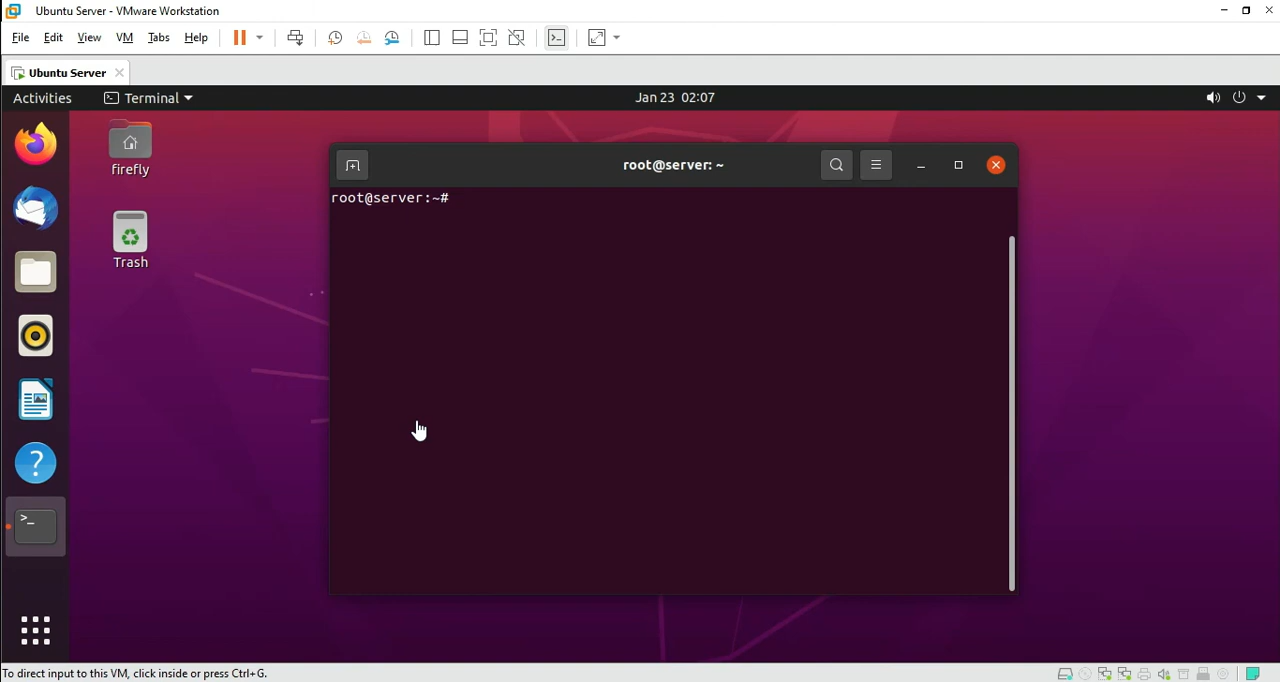 Ubuntu Server - VMware Workstation
File Edit View VM Tabs Help
Ubuntu Server
Activities Terminal Jan 23 02:07
firefly
root@server: ~
root@server:~#
Trash
?
>_
To direct input to this VM, click inside or press Ctrl+G.